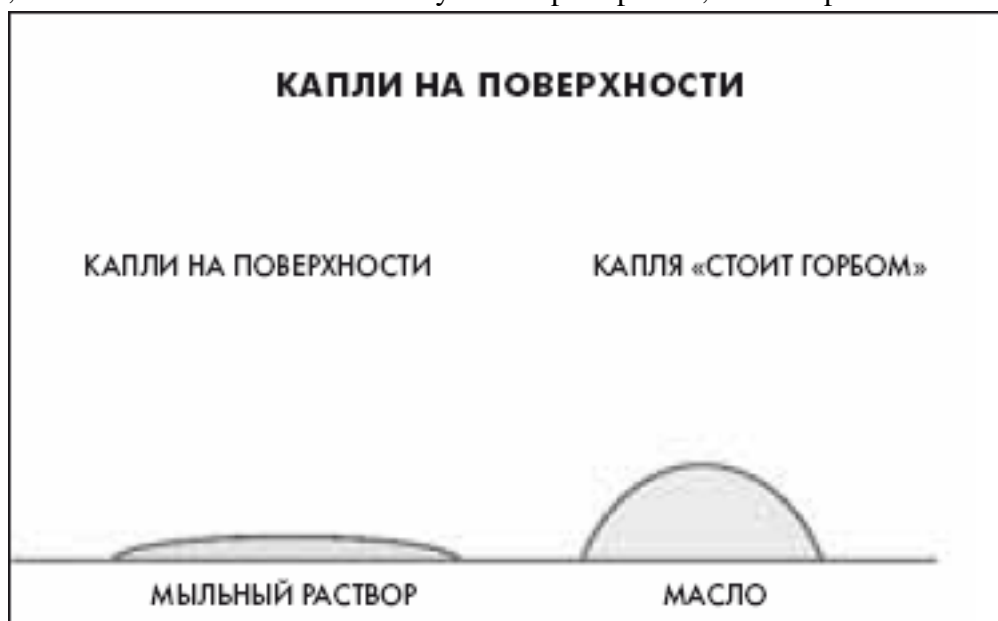 КАПЛИ НА ПОВЕРХНОСТИ
КАПЛИ НА ПОВЕРХНОСТИ
КАПЛЯ «СТОИТ ГОРБОМ»
МЫЛЬНЫЙ РАСТВОР
МАСЛО